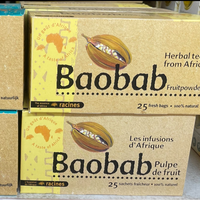 Herbal tea
from Africa
Baobab
Fruitpowder
racines
25 fresh bags • 100% natural
Les infusions
d'Afrique
Baobab
Pulpe
de fruit
racines
25 sachets fraîcheur • 100% naturel